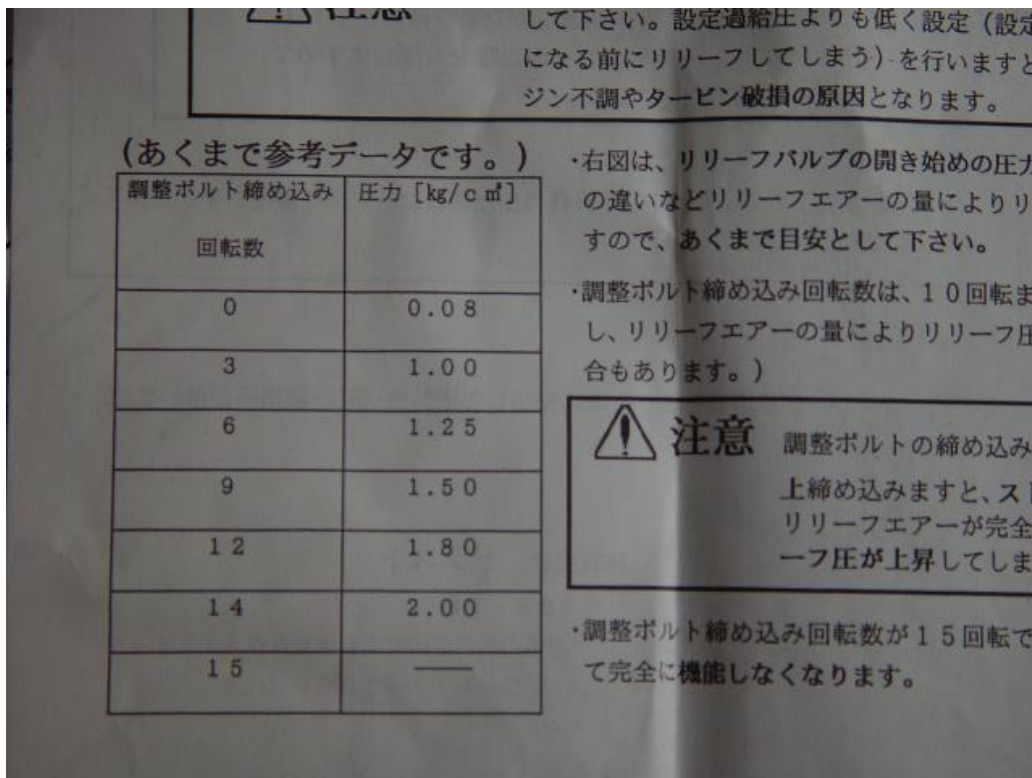 注意
して下さい。設定過給圧よりも低く設定(設定
になる前にリリーフしてしまう)を行いますと
ジン不調やタービン破損の原因となります。
(あくまで参考データです。)
調整ボルト締め込み回転数 圧力[㎏/c㎡]
0 0.08
3 1.00
6 1.25
9 1.50
12 1.80
14 2.00
15 ――
・右図は、リリーフバルブの開き始めの圧力
の違いなどリリーフエアーの量によりリ
すので、あくまで目安として下さい。
・調整ボルト締め込み回転数は、10回転ま
し、リリーフエアーの量によりリリーフ圧
合もあります。)
注意 調整ボルトの締め込み
上締め込みますと、スト
リリーフエアーが完全
ーフ圧が上昇してしま
・調整ボルト締め込み回転数が15回転で
て完全に機能しなくなります。